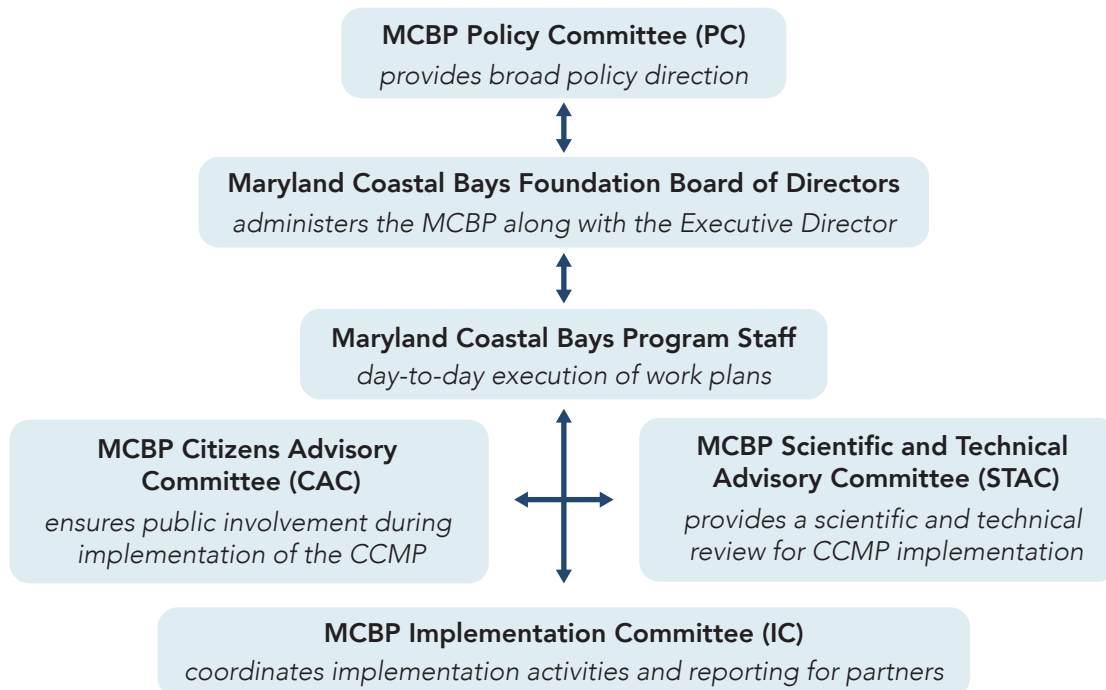 MCBP Policy Committee (PC)
provides broad policy direction
Maryland Coastal Bays Foundation Board of Directors
administers the MCBP along with the Executive Director
Maryland Coastal Bays Program Staff
day-to-day execution of work plans
MCBP Citizens Advisory
Committee (CAC)
ensures public involvement during
implementation of the CCMP
MCBP Scientific and Technical
Advisory Committee (STAC)
provides a scientific and technical
review for CCMP implementation
MCBP Implementation Committee (IC)
coordinates implementation activities and reporting for partners